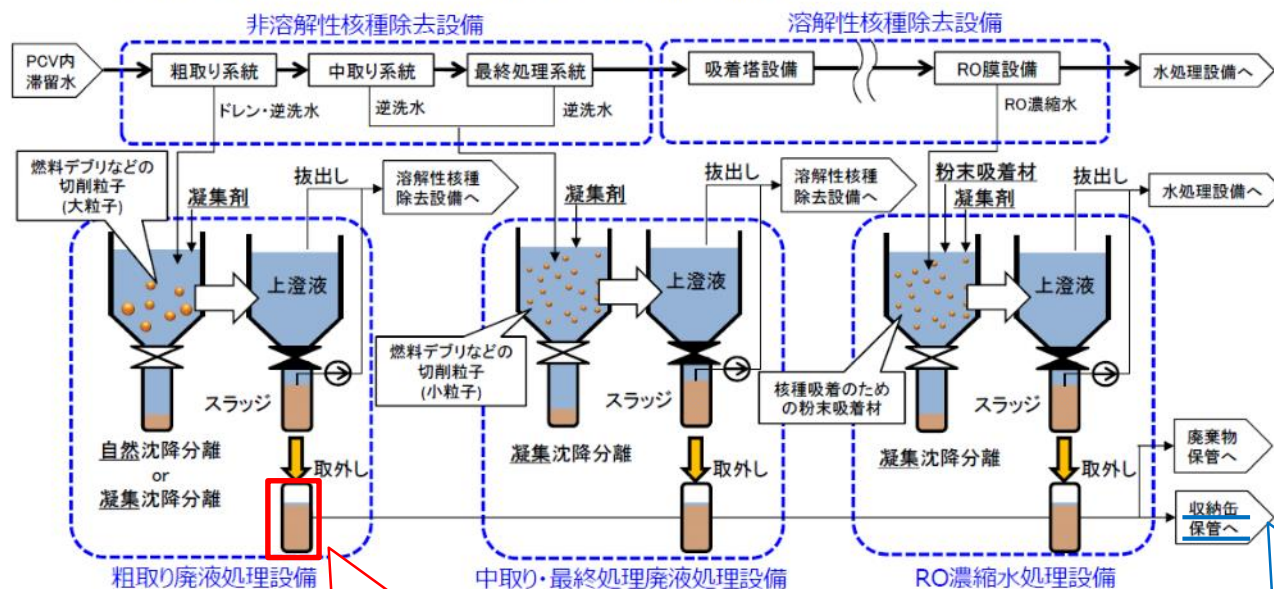 非溶解性核種除去設備
溶解性核種除去設備
PCV内
滞留水
粗取り系統
中取り系統
最終処理系統
吸着塔設備
RO膜設備
水処理設備へ
ドレン・逆洗水
逆洗水
逆洗水
RO濃縮水
燃料デブリなどの
切削粒子
(大粒子)
凝集剤
抜出し
溶解性核種
除去設備へ
凝集剤
抜出し
溶解性核種
除去設備へ
粉末吸着材
凝集剤
抜出し
水処理設備へ
上澄液
上澄液
上澄液
燃料デブリなどの
切削粒子
(小粒子)
核種吸着のため
の粉末吸着材
スラッジ
スラッジ
スラッジ
自然沈降分離
or
凝集沈降分離
取外し
凝集沈降分離
取外し
凝集沈降分離
取外し
廃棄物
保管へ
収納缶
保管へ
粗取り廃液処理設備
中取り・最終処理廃液処理設備
RO濃縮水処理設備